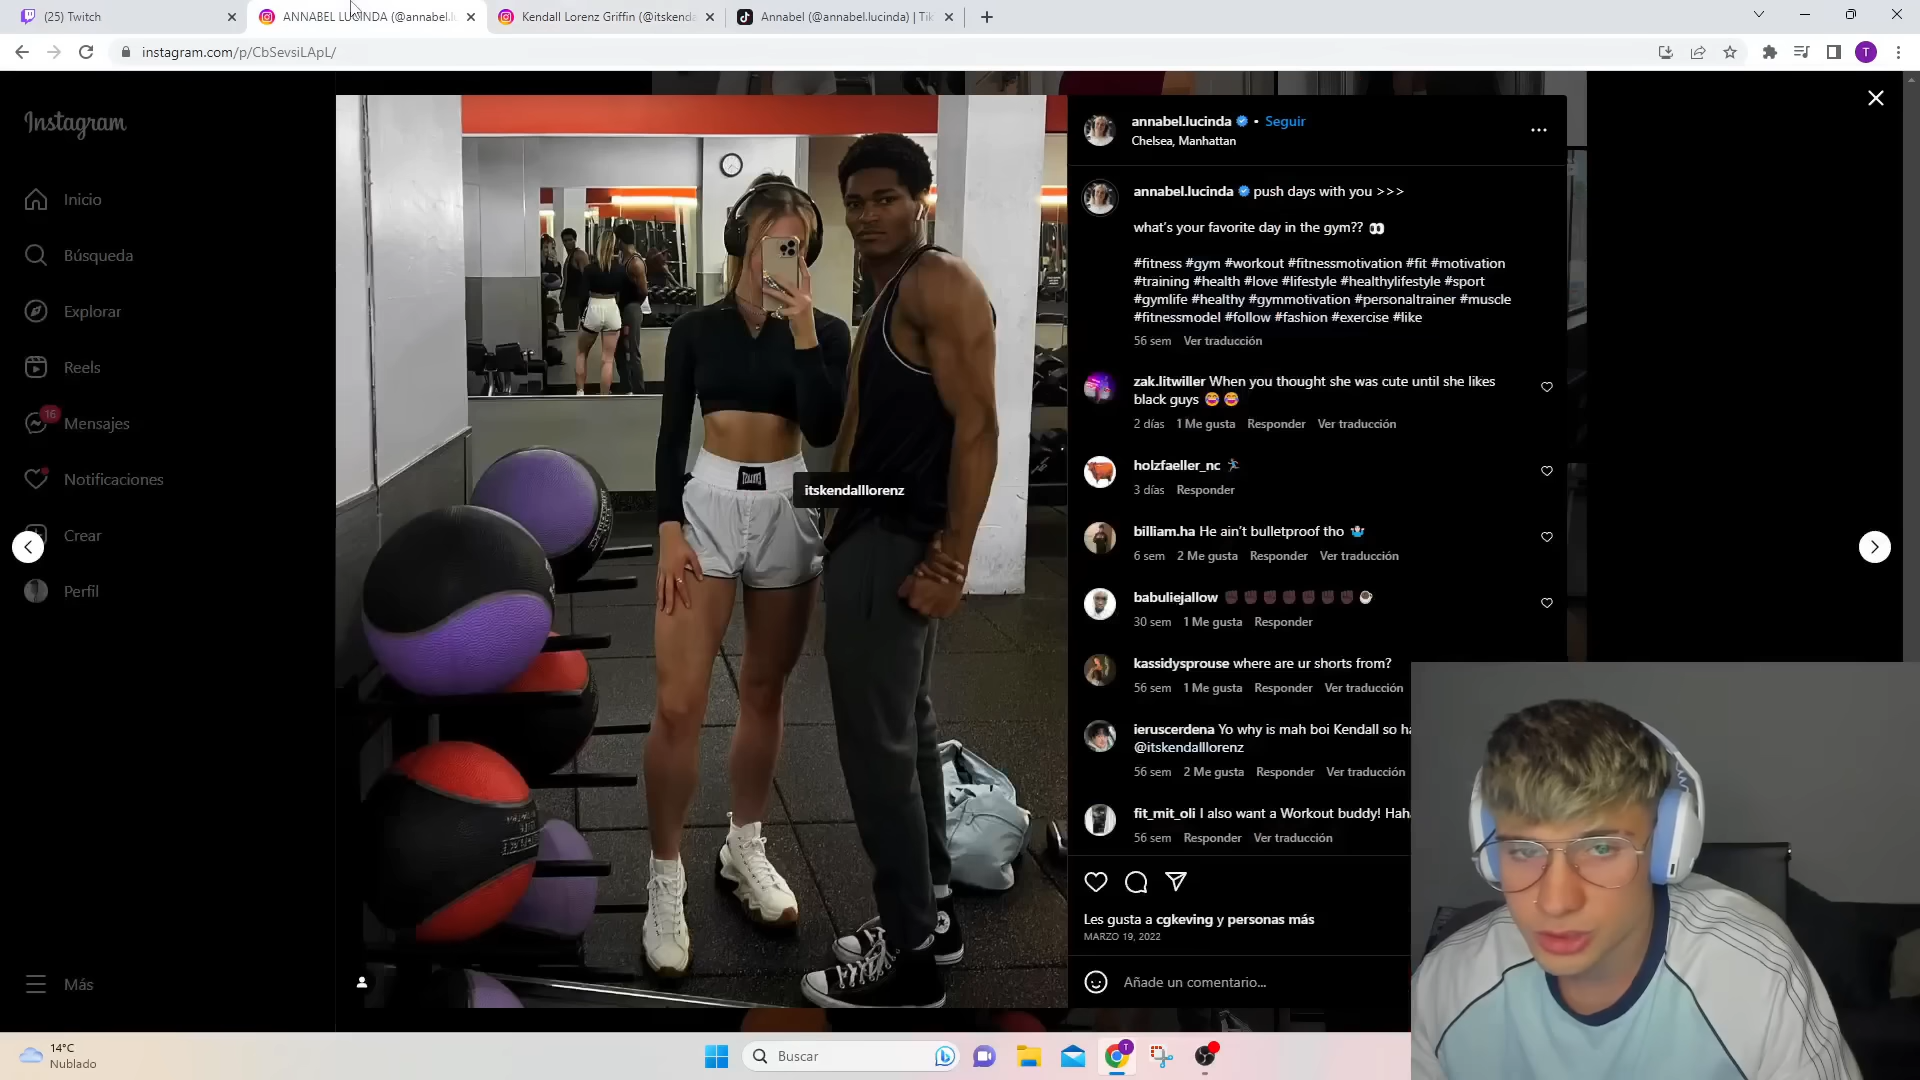 (25) Twitch
ANNABEL LUCINDA (@annabel.l
Kendall Lorenz Griffin (@itskenda
Annabel (@annabel.lucinda) | Tik
instagram.com/p/CbSevsiLApL/
T
Instagram
Inicio
Búsqueda
Explorar
Reels
16
Mensajes
Notificaciones
Crear
Perfil
Más
EVERLAST
itskendalllorenz
annabel.lucinda • Seguir
Chelsea, Manhattan
annabel.lucinda push days with you >>>
what's your favorite day in the gym?? 👀
#fitness #gym #workout #fitnessmotivation #fit #motivation
#training #health #love #lifestyle #healthylifestyle #sport
#gymlife #healthy #gymmotivation #personaltrainer #muscle
#fitnessmodel #follow #fashion #exercise #like
56 sem Ver traducción
zak.litwiller When you thought she was cute until she likes
black guys 😂 😂
2 días 1 Me gusta Responder Ver traducción
holzfaeller_nc 🏃
3 días Responder
billiam.ha He ain't bulletproof tho 🤷
6 sem 2 Me gusta Responder Ver traducción
babuliejallow ✊🏿✊🏿✊🏿✊🏿✊🏿✊🏿✊🏿☕
30 sem 1 Me gusta Responder
kassidysprouse where are ur shorts from?
56 sem 1 Me gusta Responder Ver traducción
ieruscerdena Yo why is mah boi Kendall so ha
@itskendalllorenz
56 sem 2 Me gusta Responder Ver traducción
fit_mit_oli I also want a Workout buddy! Hah
56 sem Responder Ver traducción
Les gusta a cgkeving y personas más
MARZO 19, 2022
Añade un comentario...
14°C
Nublado
Buscar
T